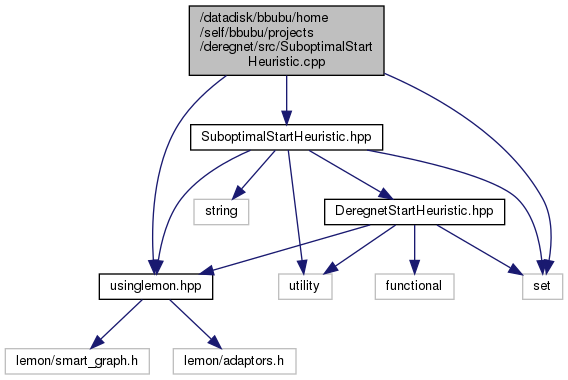 /datadisk/bbubu/home
/self/bbubu/projects
/deregnet/src/SuboptimalStart
Heuristic.cpp
SuboptimalStartHeuristic.hpp
string
DeregnetStartHeuristic.hpp
usinglemon.hpp
utility
functional
set
lemon/smart_graph.h
lemon/adaptors.h